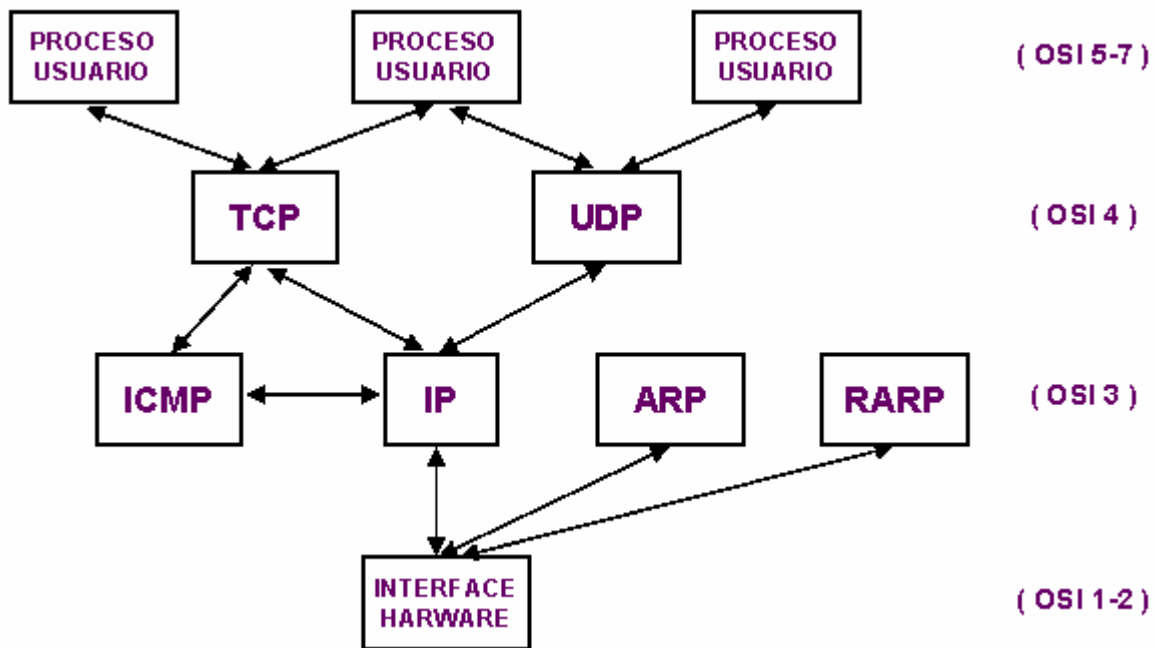 PROCESO
USUARIO
PROCESO
USUARIO
PROCESO
USUARIO
( OSI 5-7 )
TCP
UDP
( OSI 4 )
ICMP
IP
ARP
RARP
( OSI 3 )
INTERFACE
HARWARE
( OSI 1-2 )